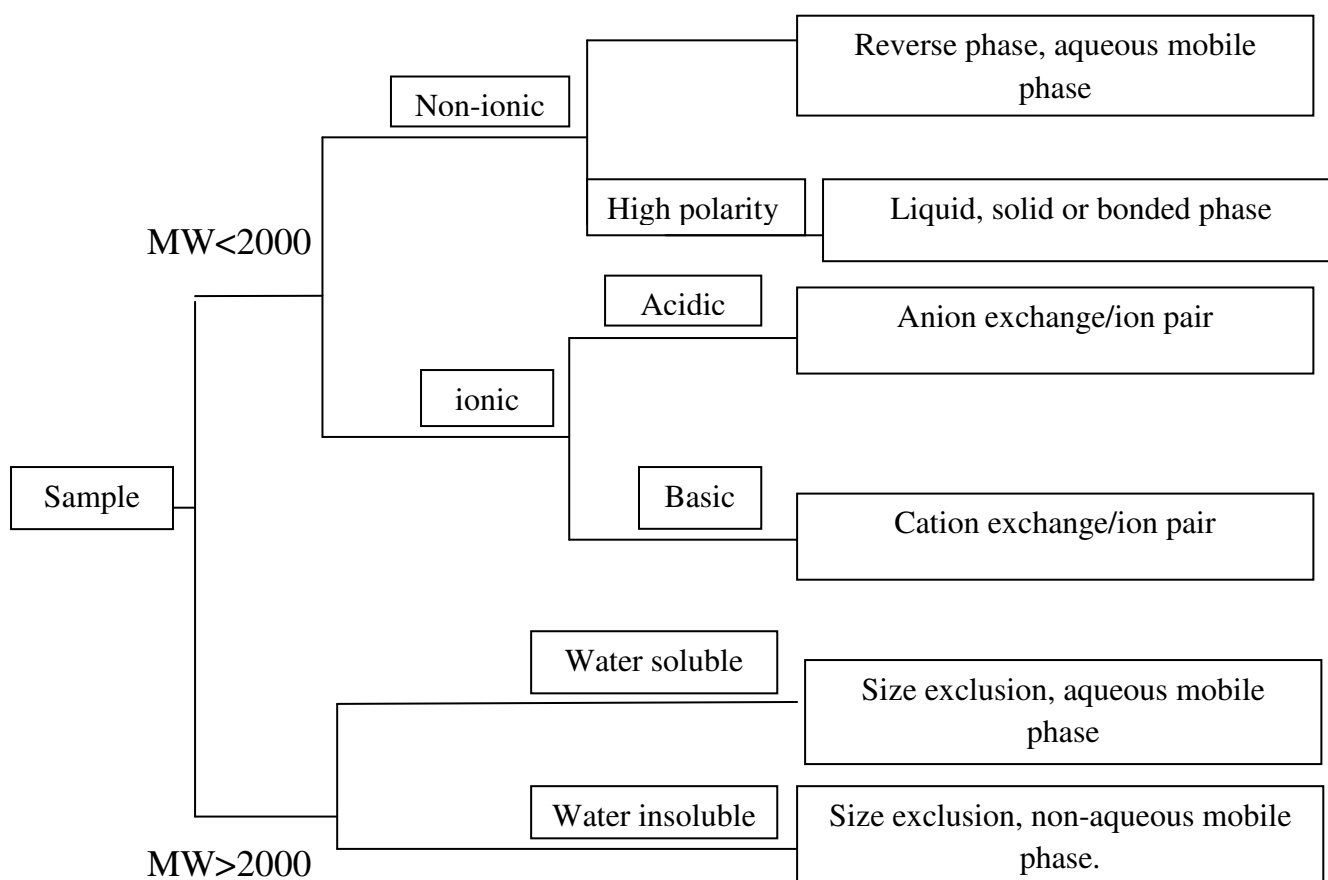 Reverse phase, aqueous mobile
phase
Non-ionic
High polarity
Liquid, solid or bonded phase
MW<2000
Acidic
Anion exchange/ion pair
ionic
Sample
Basic
Cation exchange/ion pair
Water soluble
Size exclusion, aqueous mobile
phase
Water insoluble
Size exclusion, non-aqueous mobile
phase.
MW>2000